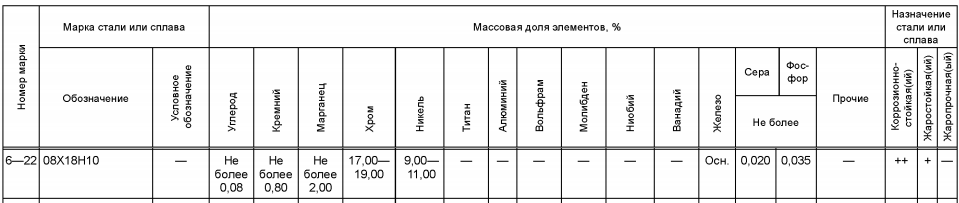 Номер марки
Марка стали или сплава
Массовая доля элементов, %
Назначение
стали или
сплава
Обозначение
Условное
обозначение
Углерод
Кремний
Марганец
Хром
Никель
Титан
Алюминий
Вольфрам
Молибден
Ниобий
Ванадий
Железо
Сера
Фос-
фор
Не более
Прочие
Коррозионно-
стойкая(ий)
Жаростойкая(ий)
Жаропрочная(ый)
6—22 08Х18Н10 — Не более 0,08 Не более 0,80 Не более 2,00 17,00—19,00 9,00—11,00 — — — — — — Осн. 0,020 0,035 — ++ + —